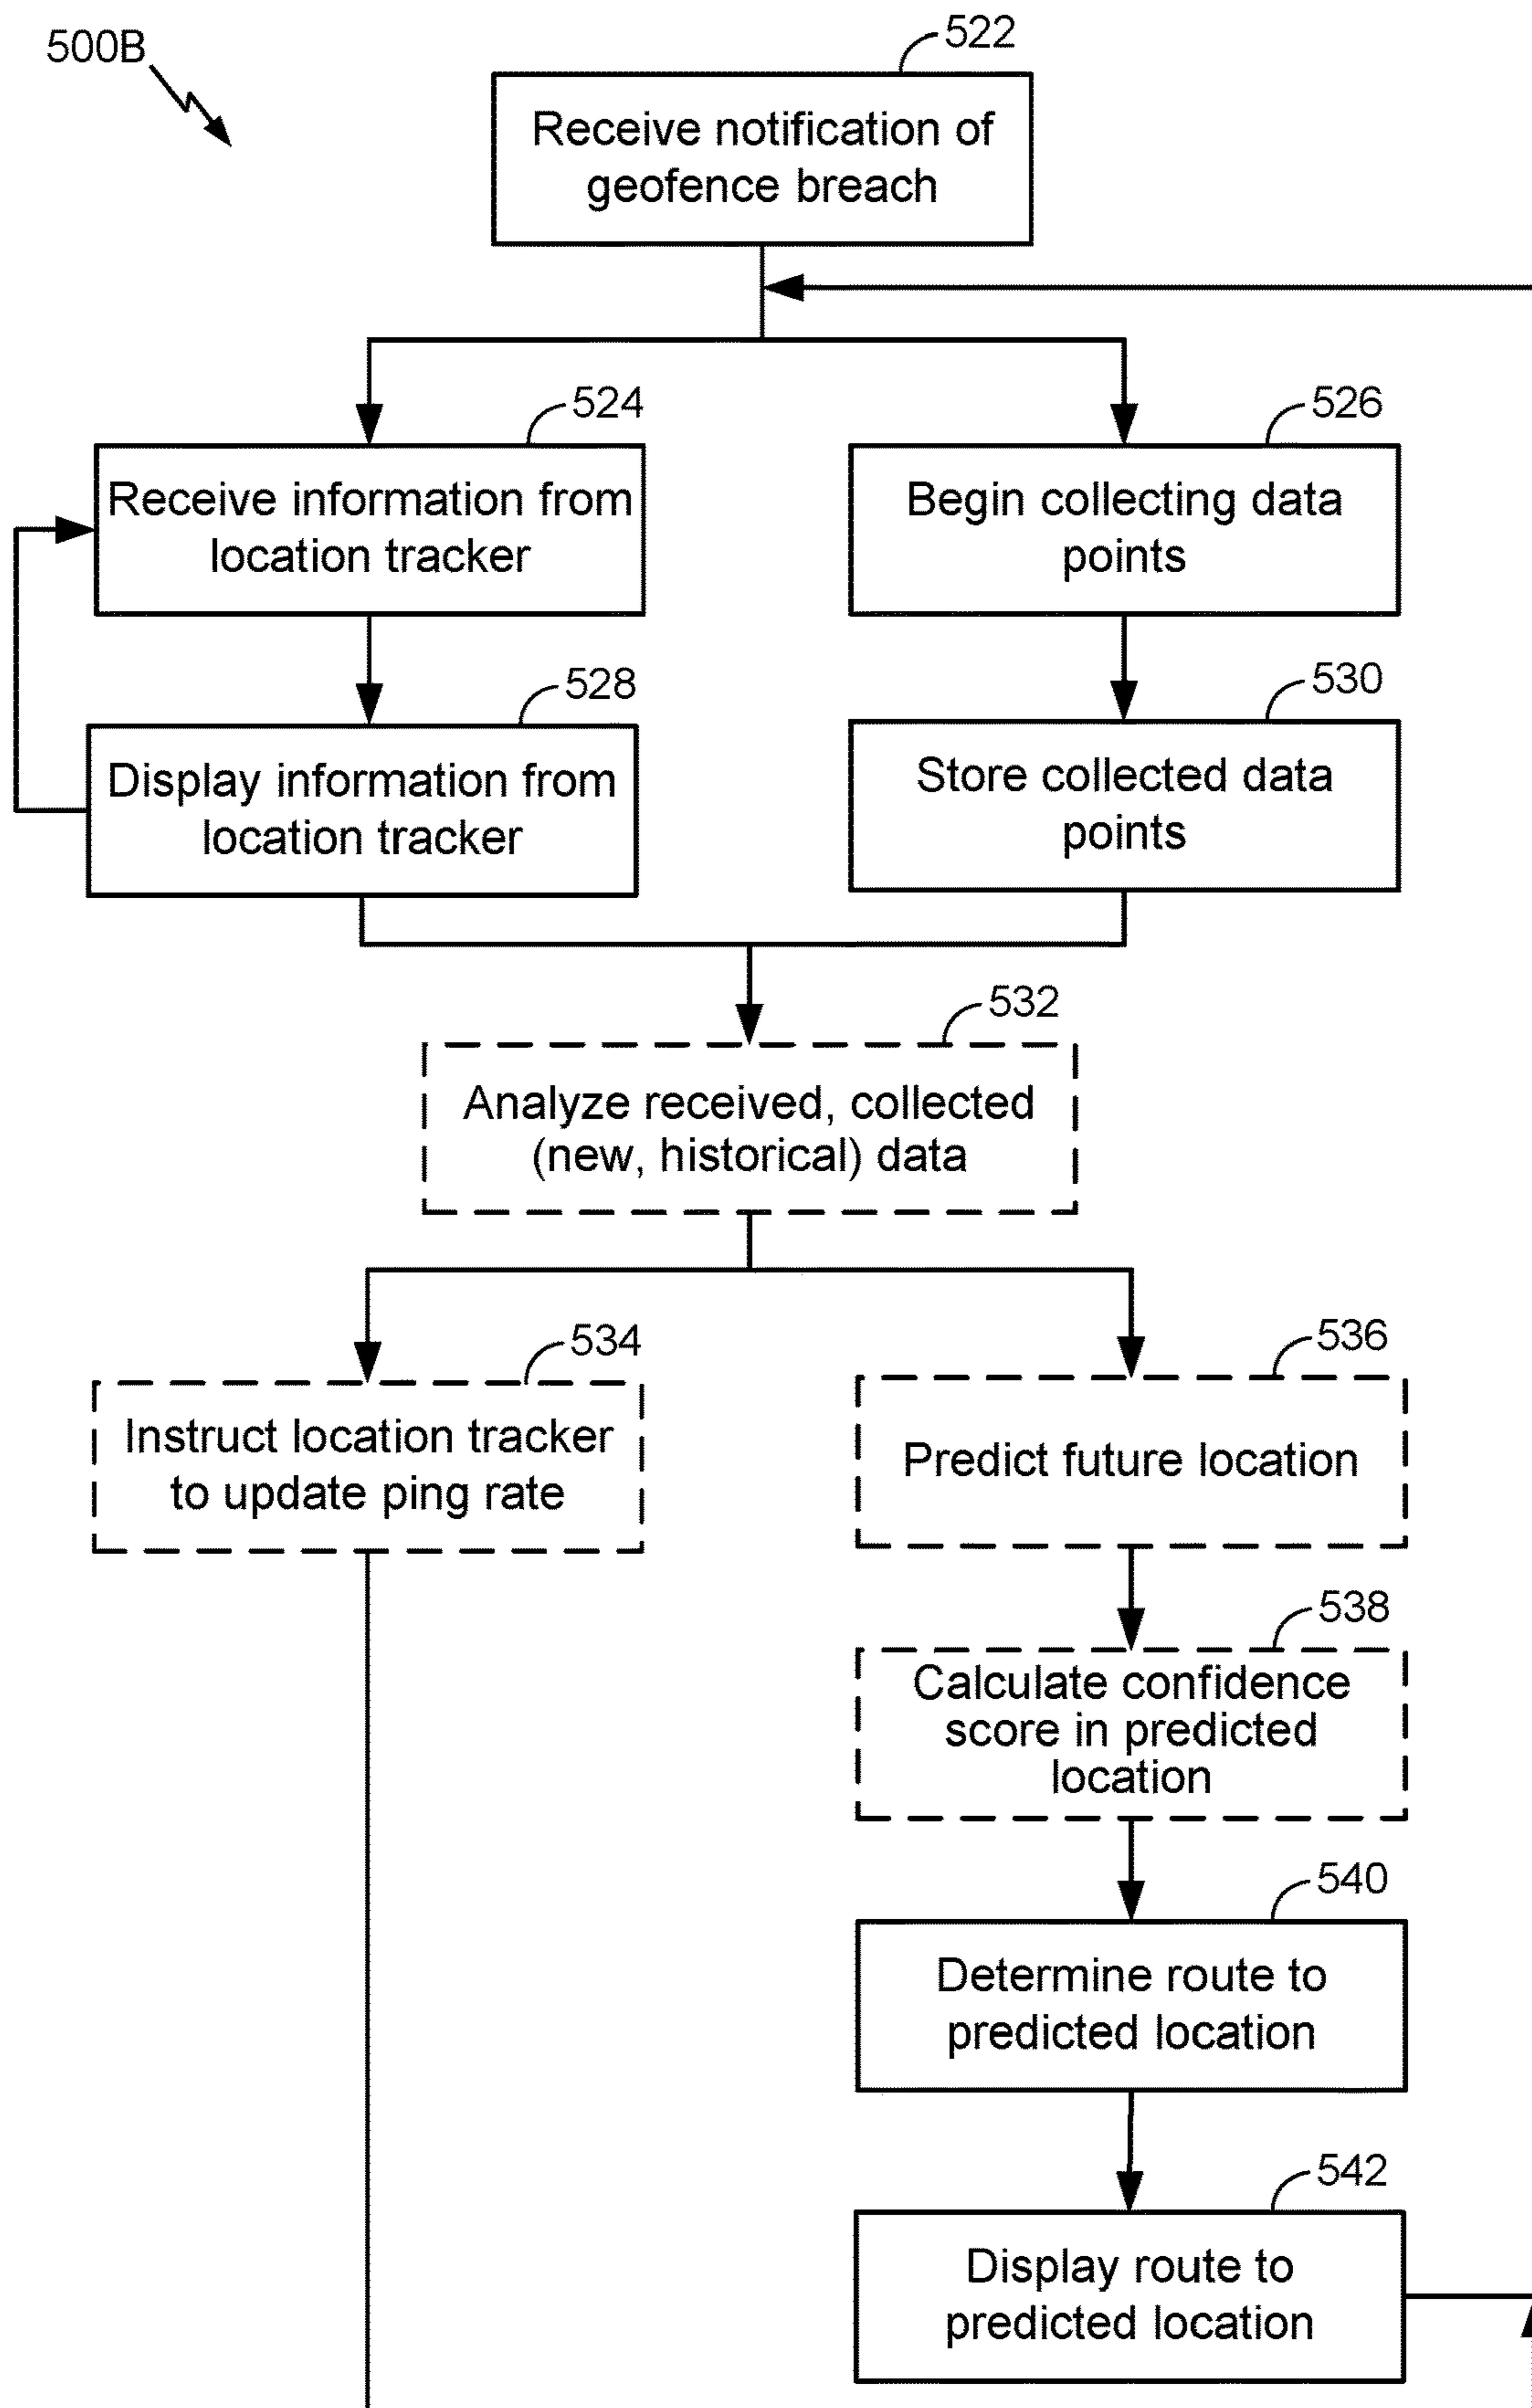 500B
522
Receive notification of
geofence breach
524
Receive information from
location tracker
526
Begin collecting data
points
528
Display information from
location tracker
530
Store collected data
points
532
Analyze received, collected
(new, historical) data
534
Instruct location tracker
to update ping rate
536
Predict future location
538
Calculate confidence
score in predicted
location
540
Determine route to
predicted location
542
Display route to
predicted location